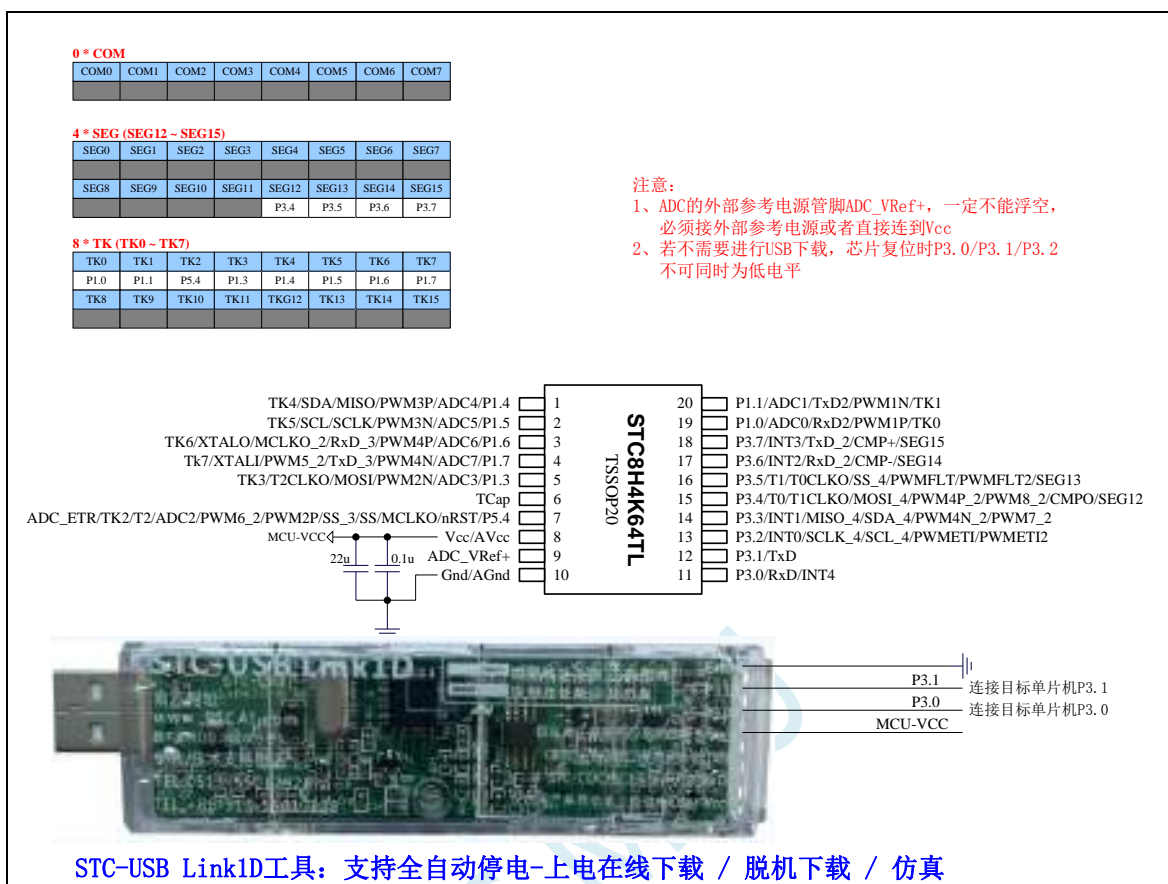 0 * COM
COM0 COM1 COM2 COM3 COM4 COM5 COM6 COM7
4 * SEG (SEG12 ~ SEG15)
SEG0 SEG1 SEG2 SEG3 SEG4 SEG5 SEG6 SEG7
SEG8 SEG9 SEG10 SEG11 SEG12 SEG13 SEG14 SEG15
P3.4 P3.5 P3.6 P3.7
8 * TK (TK0 ~ TK7)
TK0 TK1 TK2 TK3 TK4 TK5 TK6 TK7
P1.0 P1.1 P5.4 P1.3 P1.4 P1.5 P1.6 P1.7
TK8 TK9 TK10 TK11 TKG12 TK13 TK14 TK15
注意:
1、ADC的外部参考电源管脚ADC_VRef+, 一定不能浮空,
必须接外部参考电源或者直接连到Vcc
2、若不需要进行USB下载, 芯片复位时P3.0/P3.1/P3.2
不可同时为低电平
TK4/SDA/MISO/PWM3P/ADC4/P1.4 1
TK5/SCL/SCLK/PWM3N/ADC5/P1.5 2
TK6/XTALO/MCLKO_2/RxD_3/PWM4P/ADC6/P1.6 3
Tk7/XTALI/PWM5_2/TxD_3/PWM4N/ADC7/P1.7 4
TK3/T2CLKO/MOSI/PWM2N/ADC3/P1.3 5
TCap 6
ADC_ETR/TK2/T2/ADC2/PWM6_2/PWM2P/SS_3/SS/MCLKO/nRST/P5.4 7
MCU-VCC Vcc/AVcc 8
22u 0.1u ADC_VRef+ 9
Gnd/AGnd 10
STC8H4K64TL
TSSOP20
20 P1.1/ADC1/TxD2/PWM1N/TK1
19 P1.0/ADC0/RxD2/PWM1P/TK0
18 P3.7/INT3/TxD_2/CMP+/SEG15
17 P3.6/INT2/RxD_2/CMP-/SEG14
16 P3.5/T1/T0CLKO/SS_4/PWMFLT/PWMFLT2/SEG13
15 P3.4/T0/T1CLKO/MOSI_4/PWM4P_2/PWM8_2/CMPO/SEG12
14 P3.3/INT1/MISO_4/SDA_4/PWM4N_2/PWM7_2
13 P3.2/INT0/SCLK_4/SCL_4/PWMETI/PWMETI2
12 P3.1/TxD
11 P3.0/RxD/INT4
STC-USB Link1D
P3.1 连接目标单片机P3.1
P3.0 连接目标单片机P3.0
MCU-VCC
STC-USB Link1D工具: 支持全自动停电-上电在线下载 / 脱机下载 / 仿真